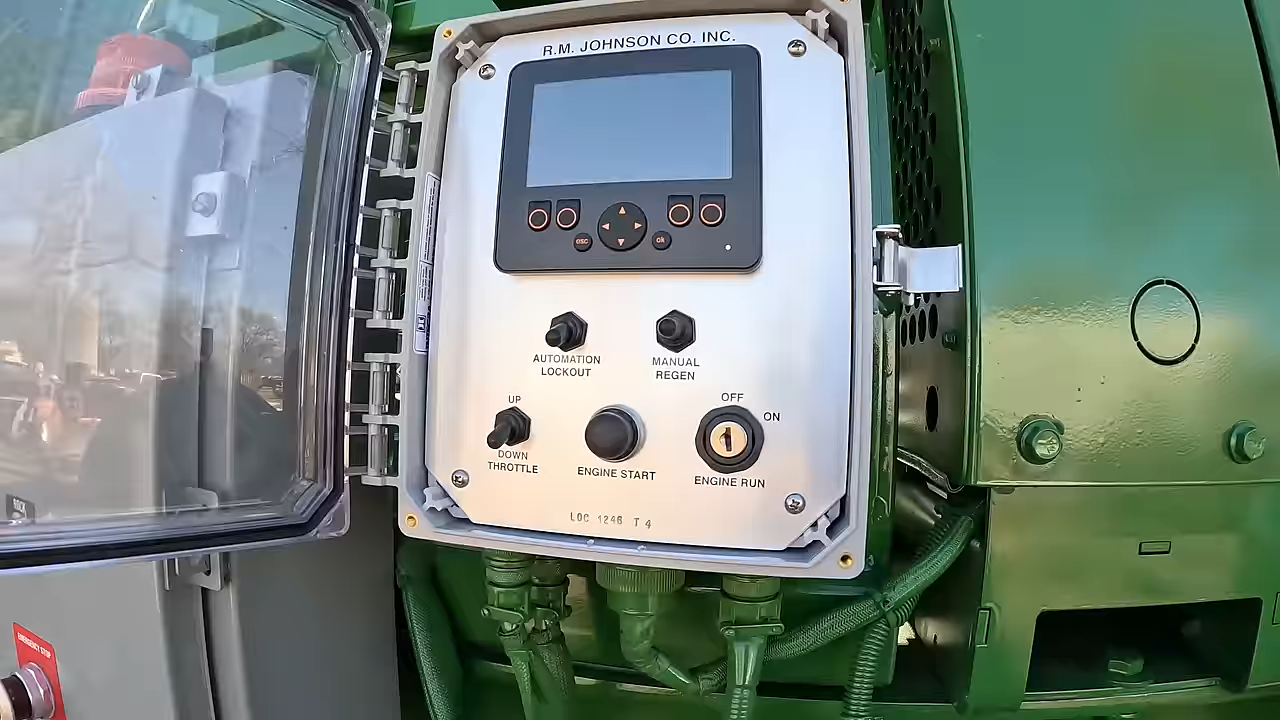 R.M. JOHNSON CO. INC.
esc
ok
AUTOMATION
LOCKOUT
MANUAL
REGEN
UP
DOWN
THROTTLE
ENGINE START
OFF
ON
ENGINE RUN
LOC 1246 T 4
EMERGENCY STOP